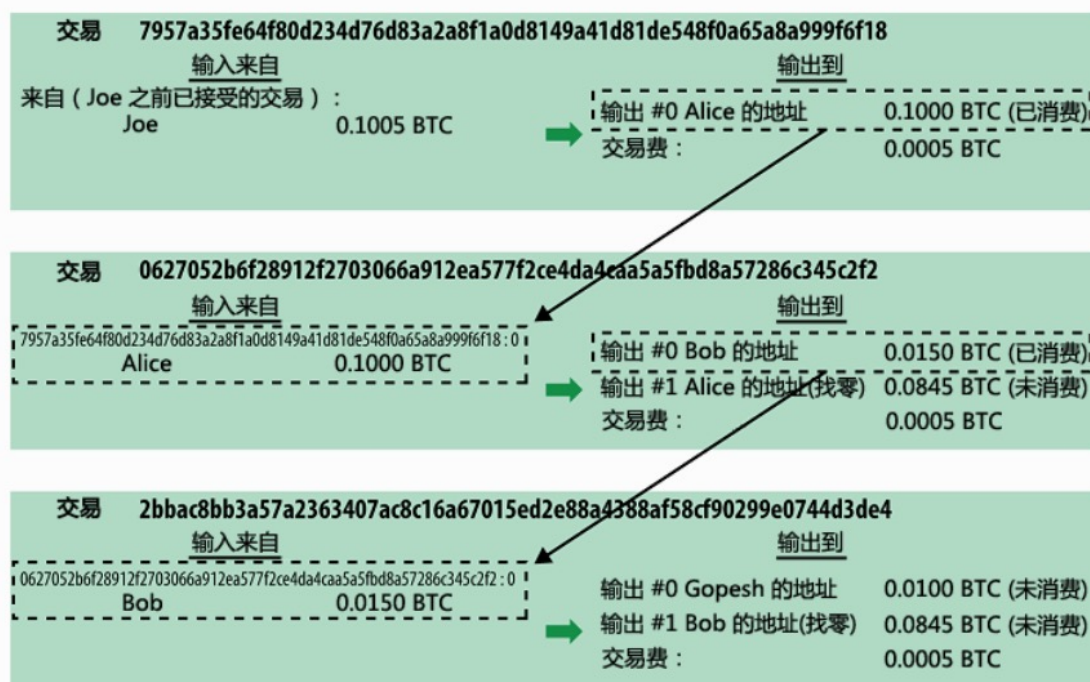 交易 7957a35fe64f80d234d76d83a2a8f1a0d8149a41d81de548f0a65a8a999f6f18
输入来自 输出到
来自（Joe 之前已接受的交易）：
Joe 0.1005 BTC
输出 #0 Alice 的地址 0.1000 BTC (已消费)
交易费： 0.0005 BTC
交易 0627052b6f28912f2703066a912ea577f2ce4da4caa5a5fbd8a57286c345c2f2
输入来自 输出到
7957a35fe64f80d234d76d83a2a8f1a0d8149a41d81de548f0a65a8a999f6f18 : 0
Alice 0.1000 BTC
输出 #0 Bob 的地址 0.0150 BTC (已消费)
输出 #1 Alice 的地址(找零) 0.0845 BTC (未消费)
交易费： 0.0005 BTC
交易 2bbac8bb3a57a2363407ac8c16a67015ed2e88a4388af58cf90299e0744d3de4
输入来自 输出到
0627052b6f28912f2703066a912ea577f2ce4da4caa5a5fbd8a57286c345c2f2 : 0
Bob 0.0150 BTC
输出 #0 Gopesh 的地址 0.0100 BTC (未消费)
输出 #1 Bob 的地址(找零) 0.0845 BTC (未消费)
交易费： 0.0005 BTC